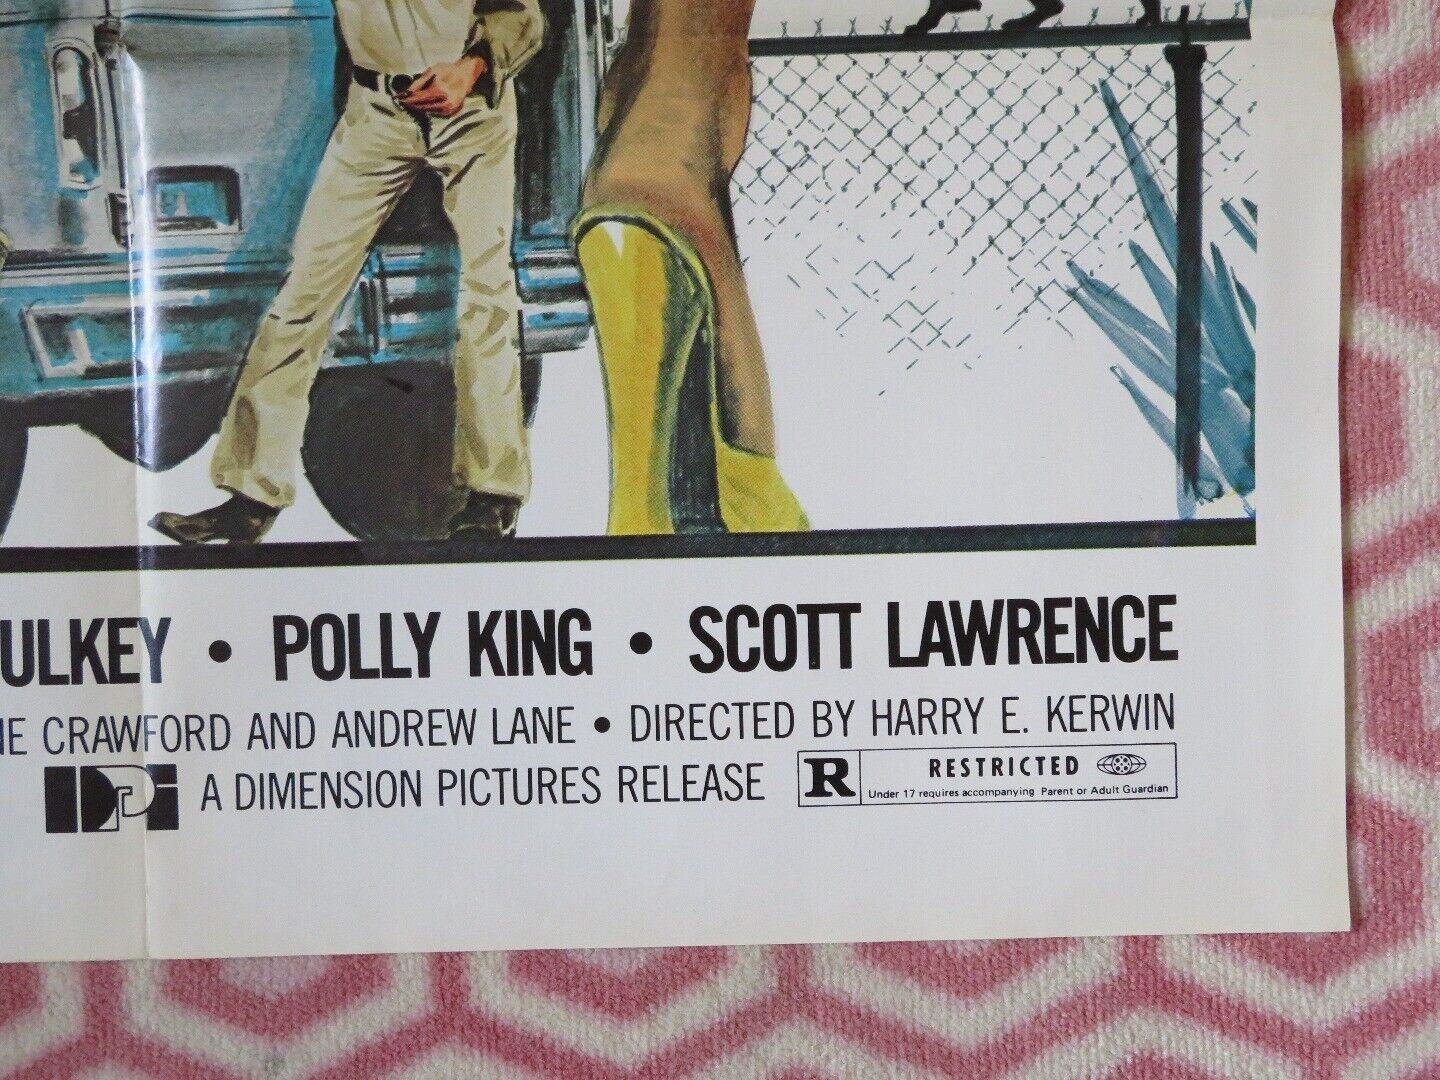 ULKEY • POLLY KING • SCOTT LAWRENCE
NE CRAWFORD AND ANDREW LANE • DIRECTED BY HARRY E. KERWIN
DPi A DIMENSION PICTURES RELEASE
R RESTRICTED
Under 17 requires accompanying Parent or Adult Guardian